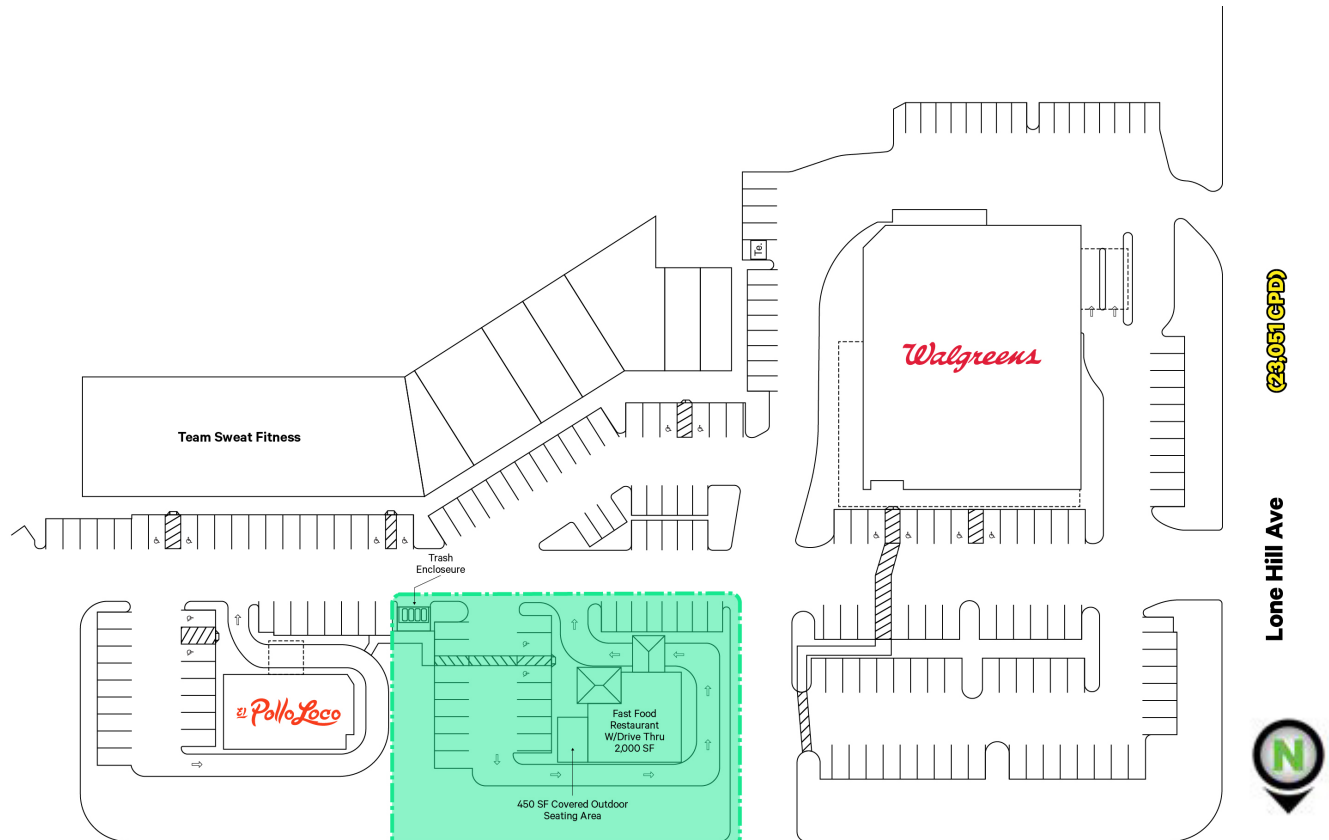 Te.
(23,051 CPD)
Walgreens
Team Sweat Fitness
Lone Hill Ave
Trash
Encloseure
El Pollo Loco
Fast Food
Restaurant
W/Drive Thru
2,000 SF
N
450 SF Covered Outdoor
Seating Area